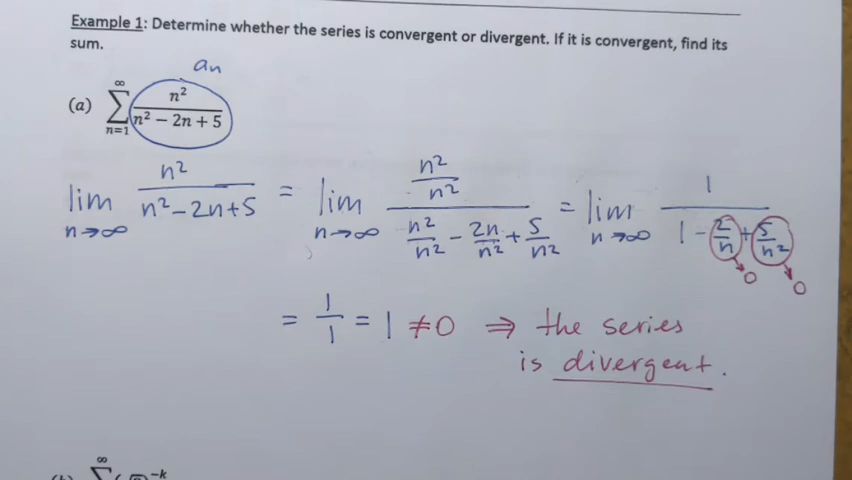 Example 1: Determine whether the series is convergent or divergent. If it is convergent, find its
sum.
an
(a) ∑_{n=1}^{∞} n²/(n² − 2n + 5)
lim_{n→∞} n²/(n² − 2n + 5) = lim_{n→∞} (n²/n²)/(n²/n² − 2n/n² + 5/n²) = lim_{n→∞} 1/(1 − 2/n + 5/n²)
0 0
= 1/1 = 1 ≠ 0 ⇒ the series
is divergent.